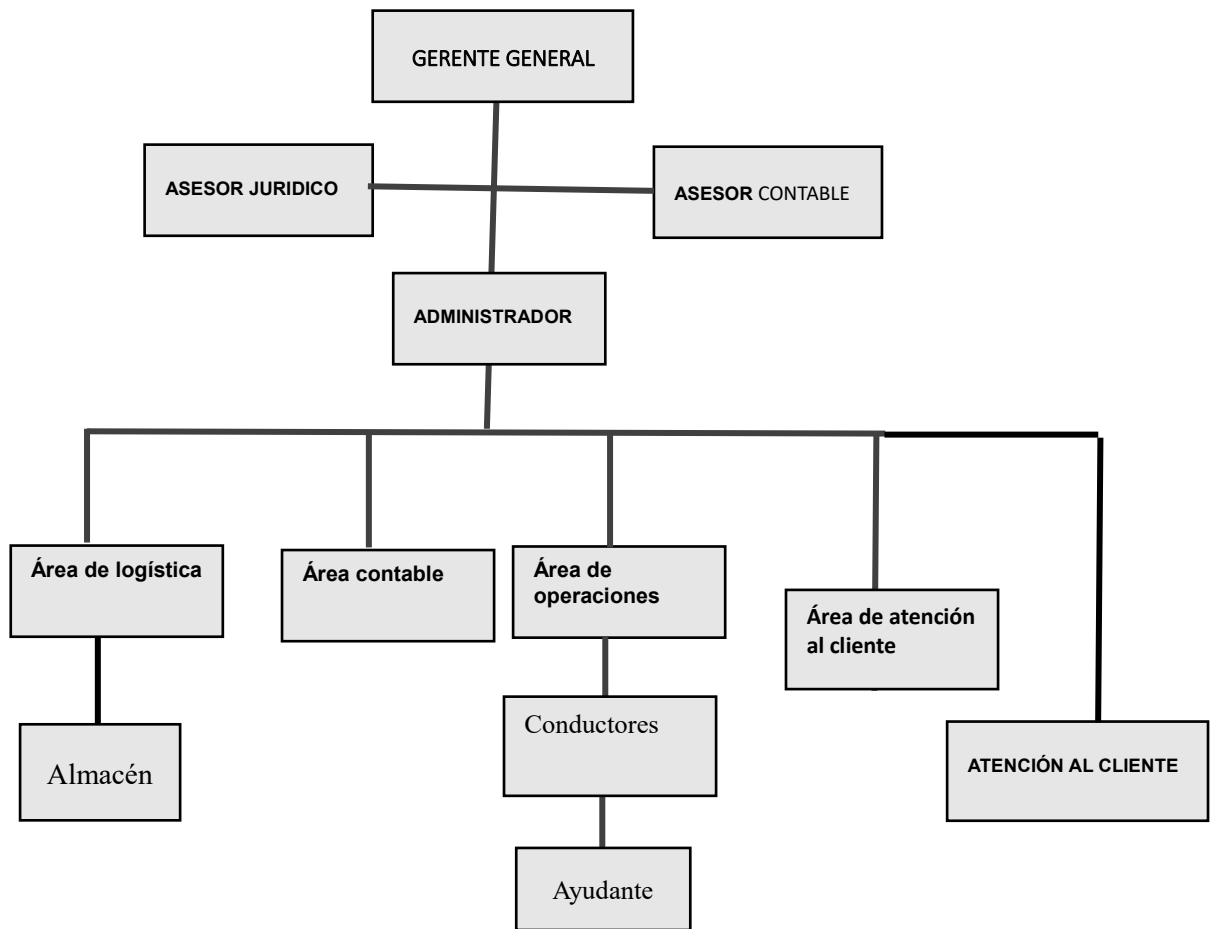 GERENTE GENERAL
ASESOR JURIDICO
ASESOR CONTABLE
ADMINISTRADOR
Área de logística
Área contable
Área de
operaciones
Área de atención
al cliente
Almacén
Conductores
ATENCIÓN AL CLIENTE
Ayudante